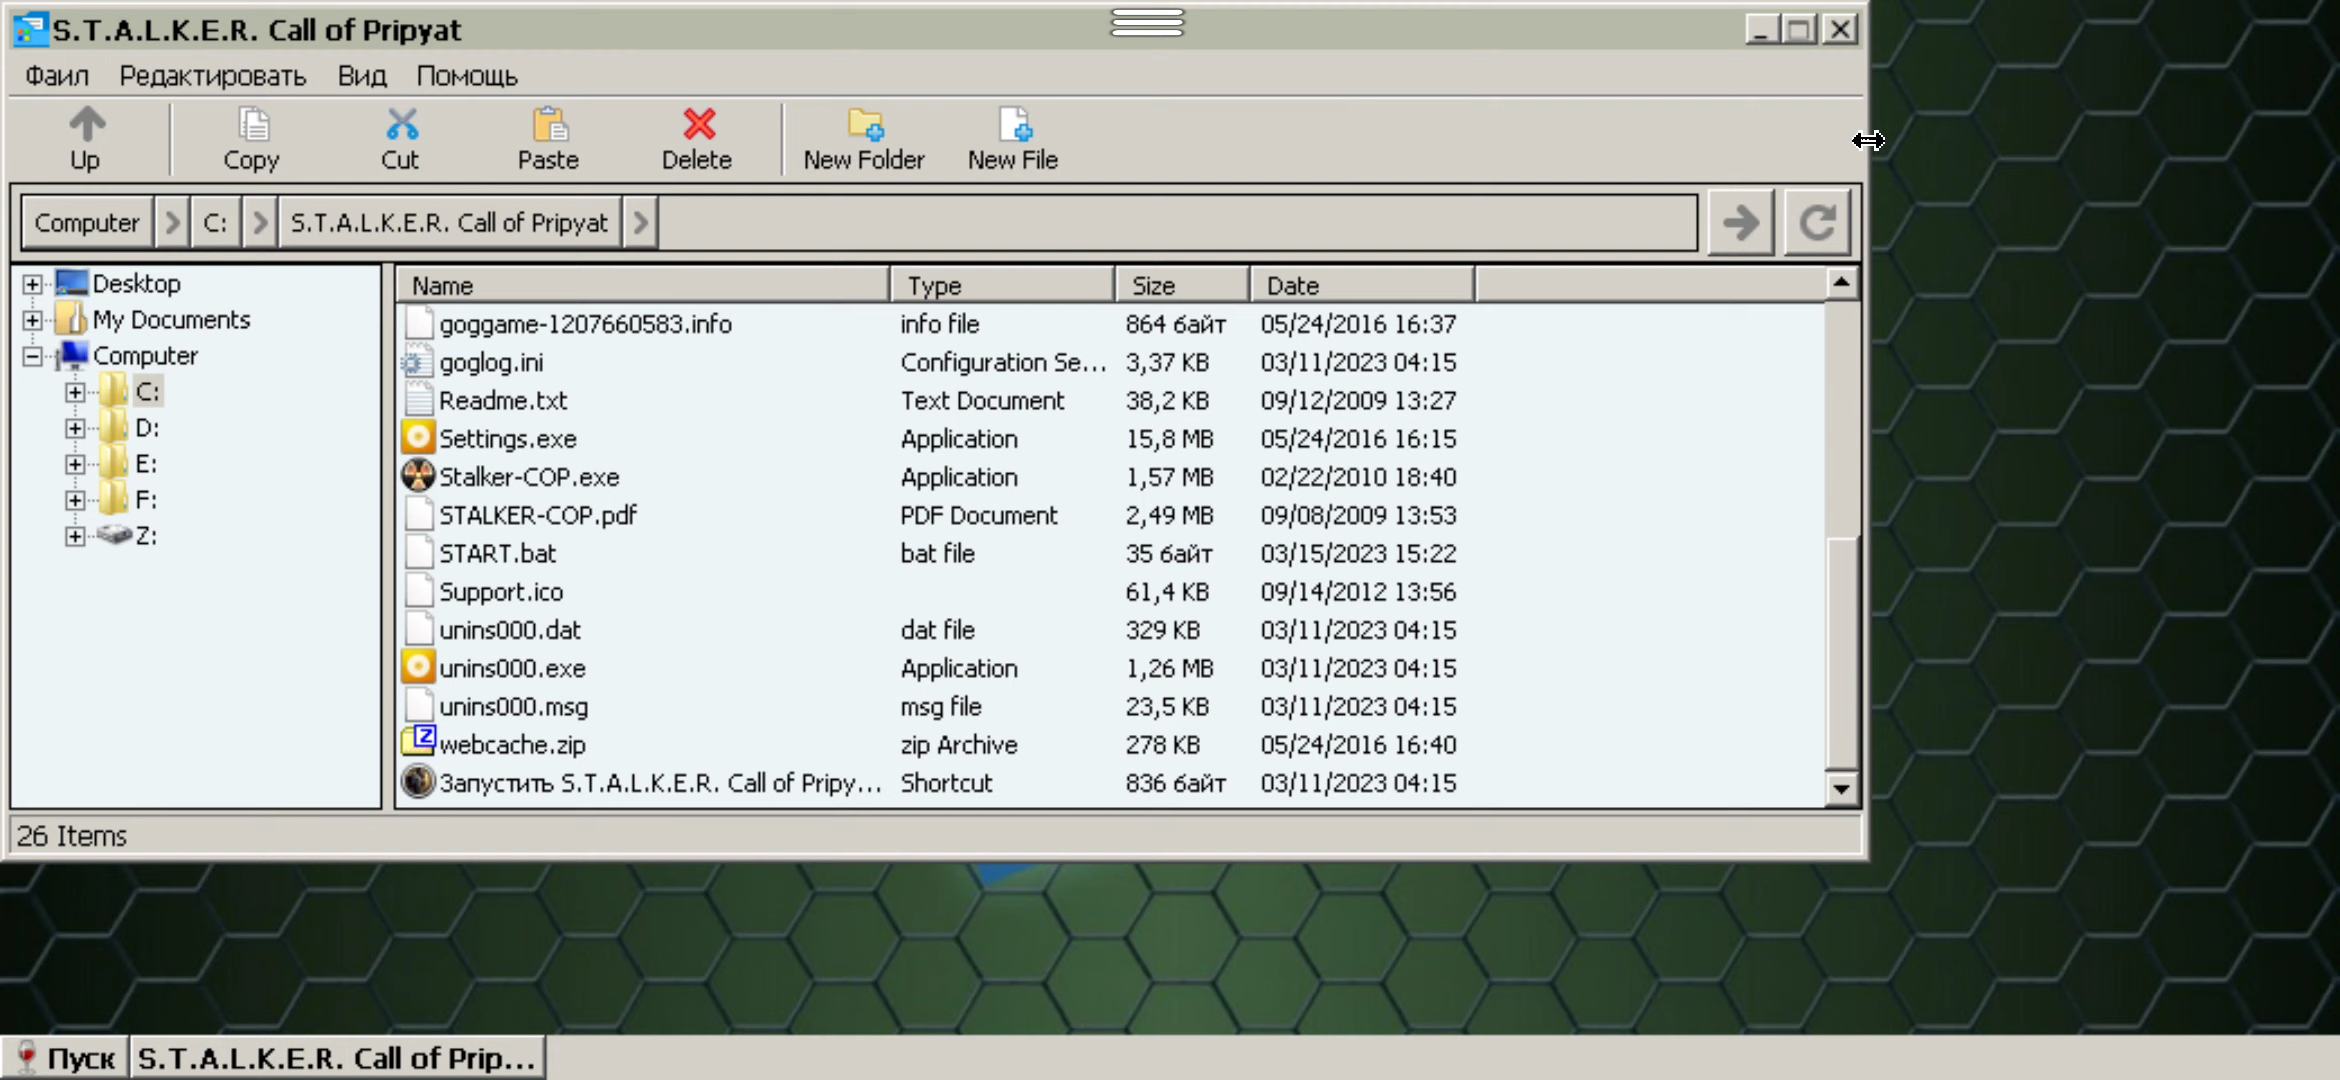 S.T.A.L.K.E.R. Call of Pripyat
Фаил Редактировать Вид Помощь
Up Copy Cut Paste Delete New Folder New File
Computer C: S.T.A.L.K.E.R. Call of Pripyat
Desktop
My Documents
Computer
C:
D:
E:
F:
Z:
Name Type Size Date
goggame-1207660583.info info file 864 байт 05/24/2016 16:37
goglog.ini Configuration Se... 3,37 KB 03/11/2023 04:15
Readme.txt Text Document 38,2 KB 09/12/2009 13:27
Settings.exe Application 15,8 MB 05/24/2016 16:15
Stalker-COP.exe Application 1,57 MB 02/22/2010 18:40
STALKER-COP.pdf PDF Document 2,49 MB 09/08/2009 13:53
START.bat bat file 35 байт 03/15/2023 15:22
Support.ico 61,4 KB 09/14/2012 13:56
unins000.dat dat file 329 KB 03/11/2023 04:15
unins000.exe Application 1,26 MB 03/11/2023 04:15
unins000.msg msg file 23,5 KB 03/11/2023 04:15
webcache.zip zip Archive 278 KB 05/24/2016 16:40
Запустить S.T.A.L.K.E.R. Call of Pripy... Shortcut 836 байт 03/11/2023 04:15
26 Items
Пуск S.T.A.L.K.E.R. Call of Prip...